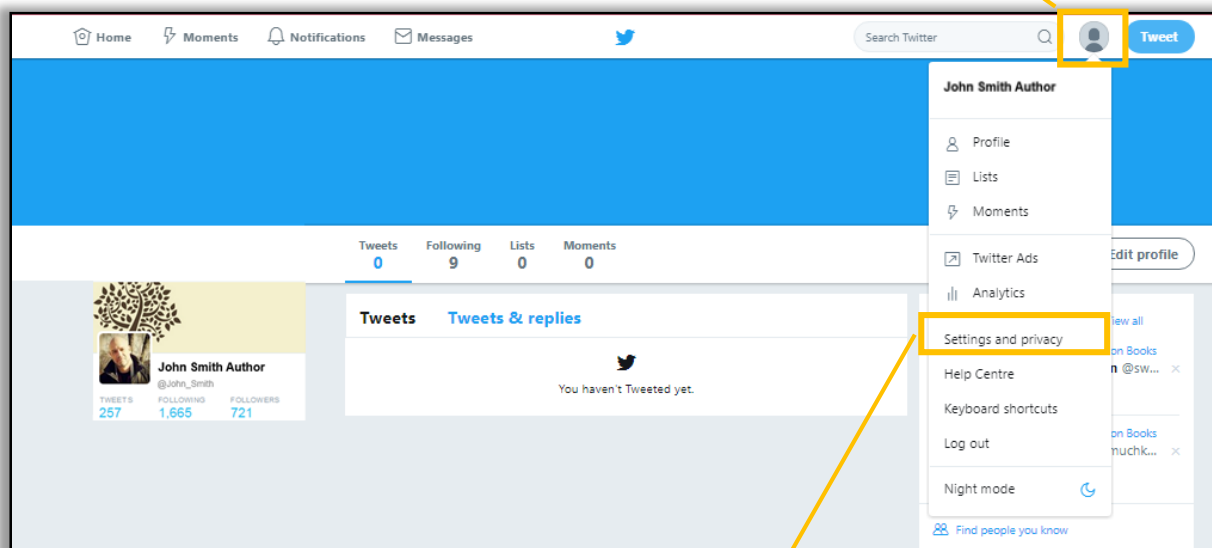 Home Moments Notifications Messages Search Twitter Tweet
John Smith Author
Profile
Lists
Moments
Twitter Ads
Analytics
Settings and privacy
Help Centre
Keyboard shortcuts
Log out
Night mode
Tweets Following Lists Moments
0 9 0 0
Edit profile
John Smith Author
@John_Smith
TWEETS FOLLOWING FOLLOWERS
257 1,665 721
Tweets Tweets & replies
You haven't Tweeted yet.
iew all
on Books
n @sw... ×
on Books
muchk... ×
Find people you know